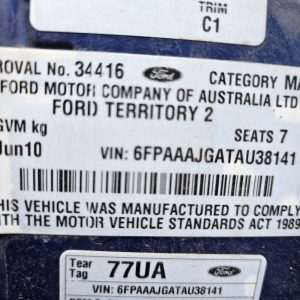 TRIM
C1
ROVAL No. 34416 Ford CATEGORY MA
FORD MOTOR COMPANY OF AUSTRALIA LTD
FORD TERRITORY 2
GVM kg SEATS 7
Jun10 VIN: 6FPAAAJGATAU38141
HIS VEHICLE WAS MANUFACTURED TO COMPLY
WITH THE MOTOR VEHICLE STANDARDS ACT 1989
Tear Tag 77UA Ford
VIN: 6FPAAAJGATAU38141